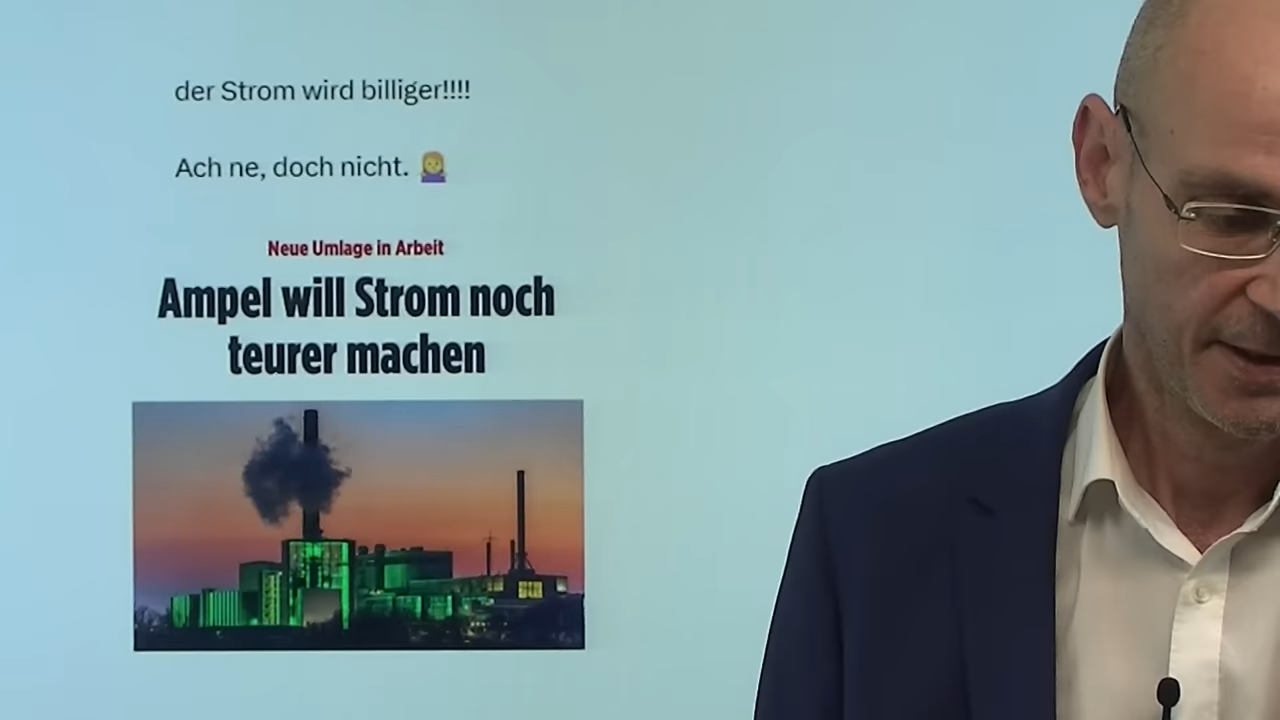 der Strom wird billiger!!!!
Ach ne, doch nicht. 🤦‍♀️
Neue Umlage in Arbeit
Ampel will Strom noch
teurer machen